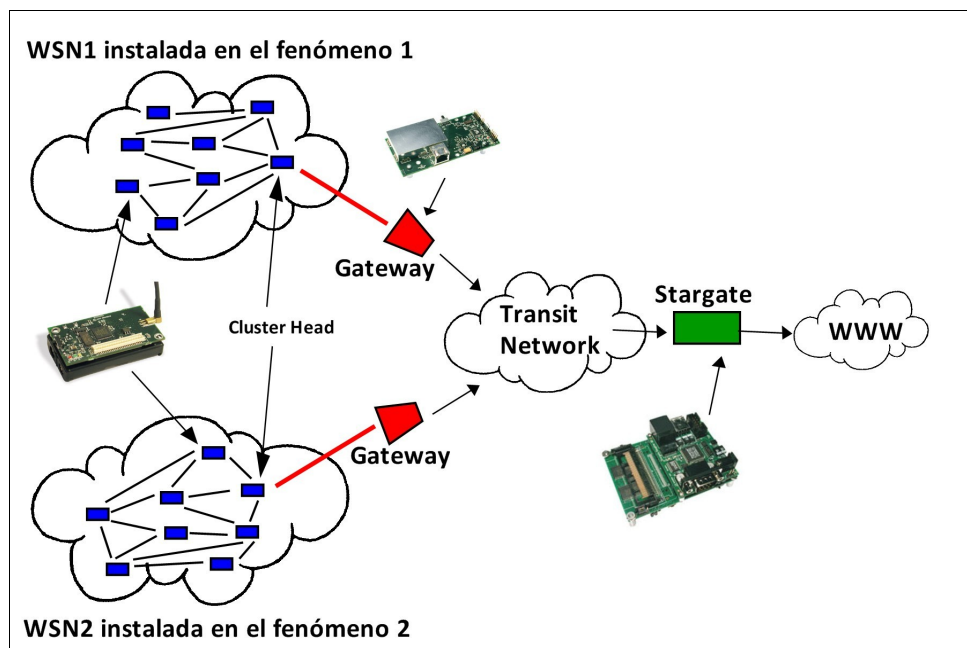 WSN1 instalada en el fenómeno 1
Gateway
Cluster Head
Transit
Network
Stargate
WWW
Gateway
WSN2 instalada en el fenómeno 2